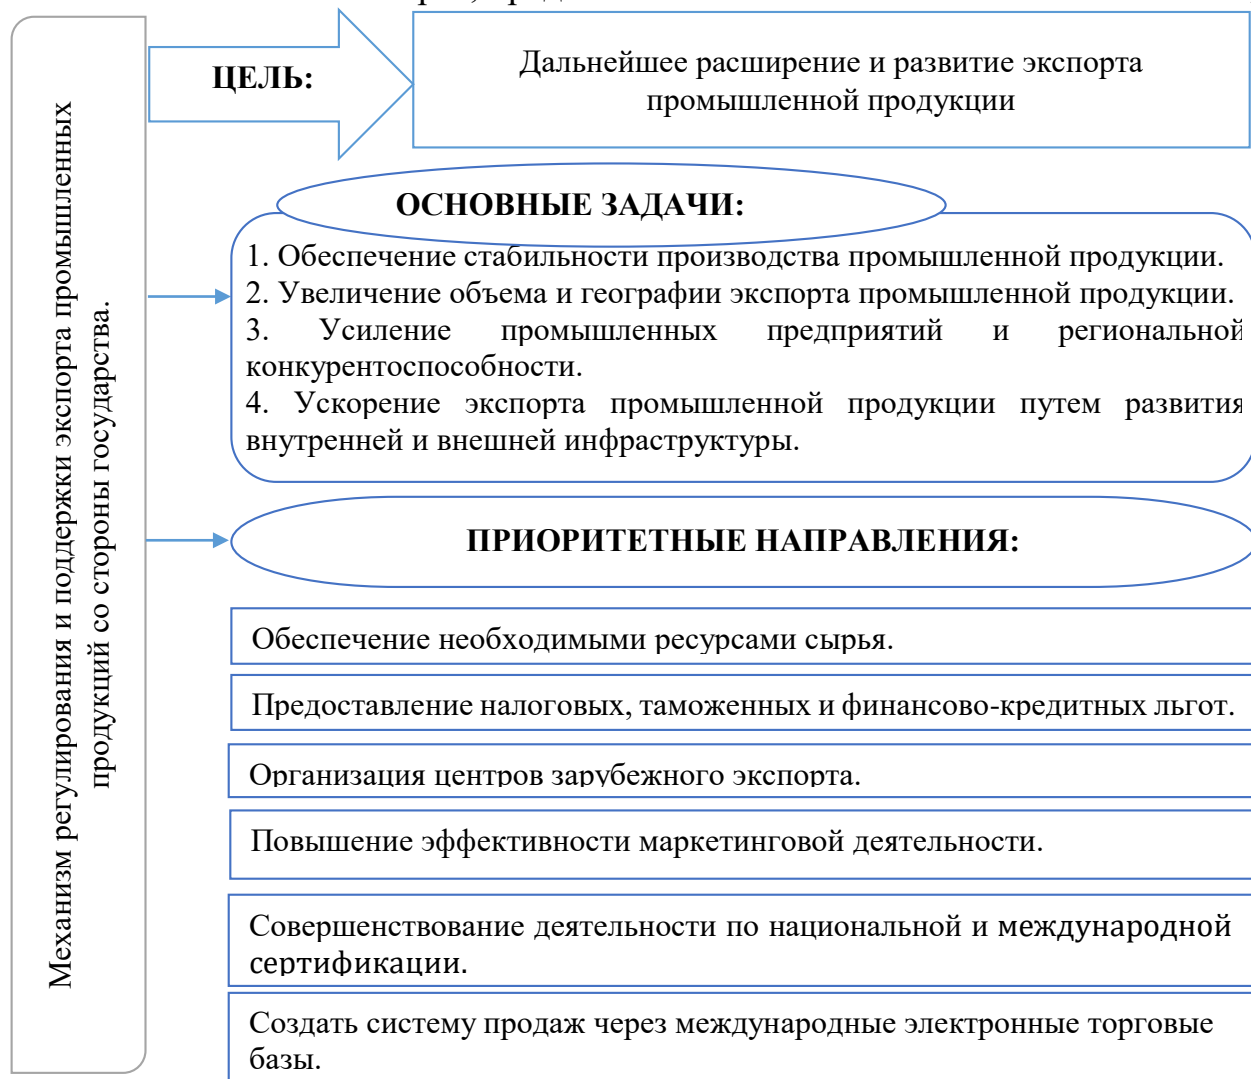 Механизм регулирования и поддержки экспорта промышленных
продукций со стороны государства.
ЦЕЛЬ:
Дальнейшее расширение и развитие экспорта
промышленной продукции
ОСНОВНЫЕ ЗАДАЧИ:
1. Обеспечение стабильности производства промышленной продукции.
2. Увеличение объема и географии экспорта промышленной продукции.
3. Усиление промышленных предприятий и региональной
конкурентоспособности.
4. Ускорение экспорта промышленной продукции путем развития
внутренней и внешней инфраструктуры.
ПРИОРИТЕТНЫЕ НАПРАВЛЕНИЯ:
Обеспечение необходимыми ресурсами сырья.
Предоставление налоговых, таможенных и финансово-кредитных льгот.
Организация центров зарубежного экспорта.
Повышение эффективности маркетинговой деятельности.
Совершенствование деятельности по национальной и международной
сертификации.
Создать систему продаж через международные электронные торговые
базы.